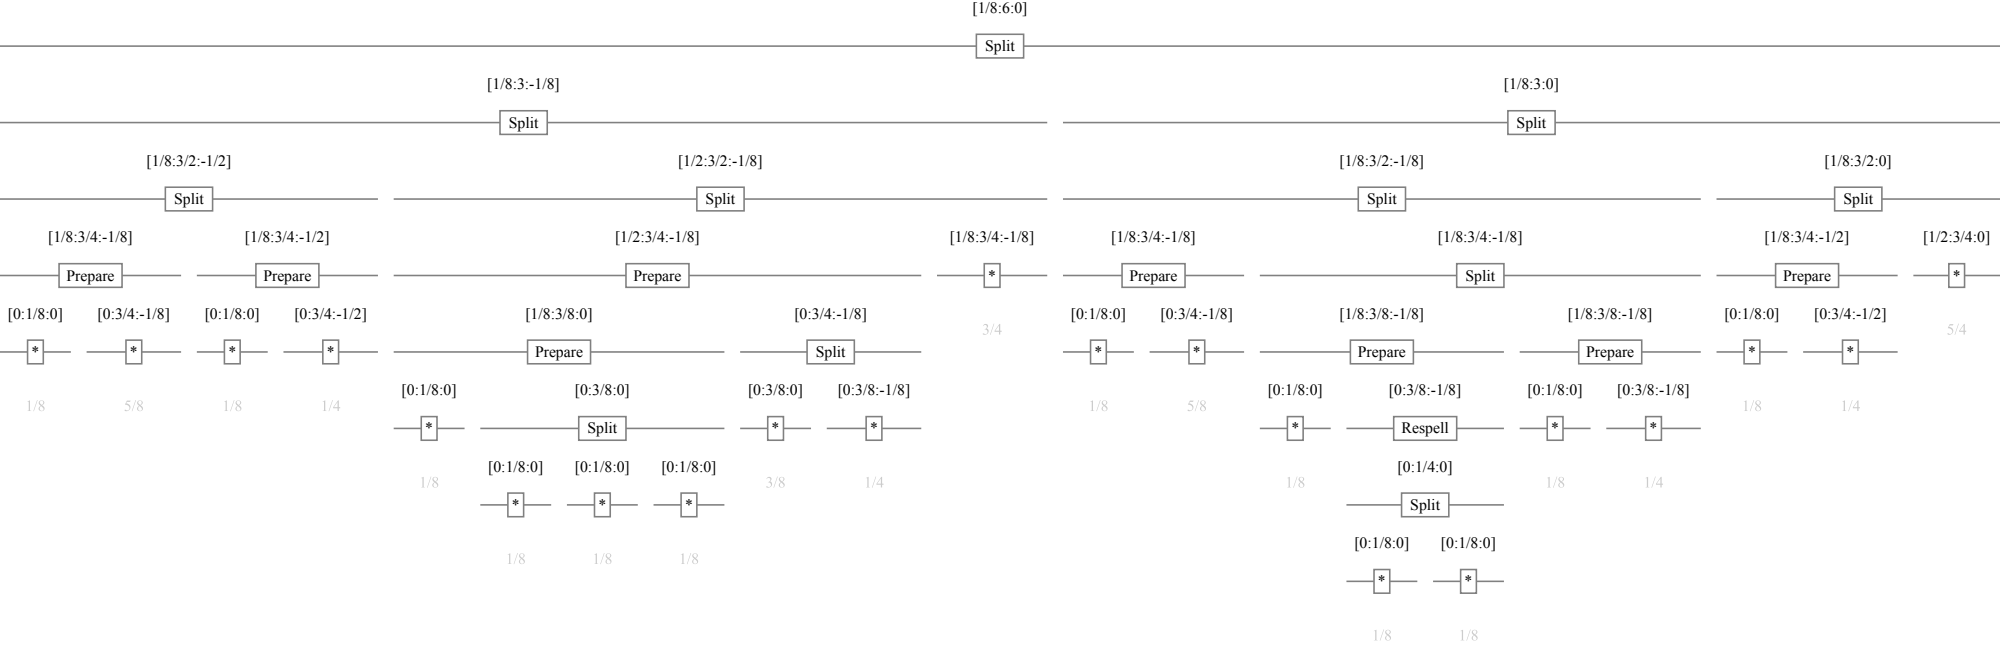 [1/8:6:0]
Split
[1/8:3:-1/8] [1/8:3:0]
Split Split
[1/8:3/2:-1/2] [1/2:3/2:-1/8] [1/8:3/2:-1/8] [1/8:3/2:0]
Split Split Split Split
[1/8:3/4:-1/8] [1/8:3/4:-1/2] [1/2:3/4:-1/8] [1/8:3/4:-1/8] [1/8:3/4:-1/8] [1/8:3/4:-1/8] [1/8:3/4:-1/2] [1/2:3/4:0]
Prepare Prepare Prepare * Prepare Split Prepare *
[0:1/8:0] [0:3/4:-1/8] [0:1/8:0] [0:3/4:-1/2] [1/8:3/8:0] [0:3/4:-1/8] 3/4 [0:1/8:0] [0:3/4:-1/8] [1/8:3/8:-1/8] [1/8:3/8:-1/8] [0:1/8:0] [0:3/4:-1/2] 5/4
* * * * Prepare Split * * Prepare Prepare * *
1/8 5/8 1/8 1/4 [0:1/8:0] [0:3/8:0] [0:3/8:0] [0:3/8:-1/8] 1/8 5/8 [0:1/8:0] [0:3/8:-1/8] [0:1/8:0] [0:3/8:-1/8] 1/8 1/4
* Split * * * Respell * *
1/8 [0:1/8:0] [0:1/8:0] [0:1/8:0] 3/8 1/4 1/8 [0:1/4:0] 1/8 1/4
* * * Split
1/8 1/8 1/8 [0:1/8:0] [0:1/8:0]
* *
1/8 1/8